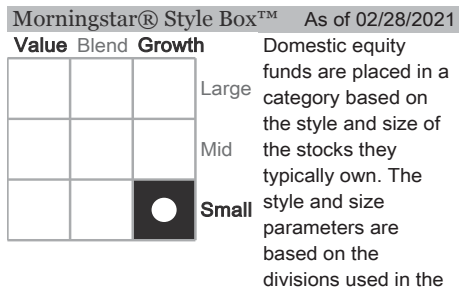 Morningstar® Style Box™ As of 02/28/2021
Value Blend Growth
Large
Mid
Small
Domestic equity
funds are placed in a
category based on
the style and size of
the stocks they
typically own. The
style and size
parameters are
based on the
divisions used in the